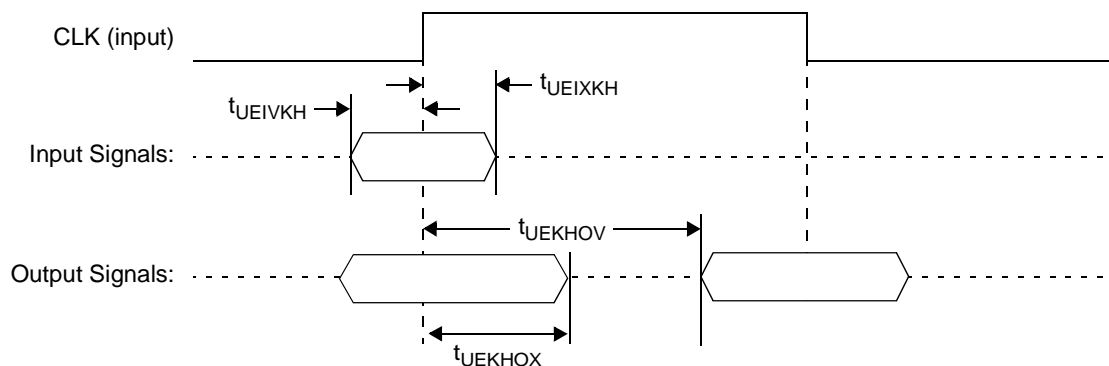 CLK (input)
tUEIXKH
tUEIVKH
Input Signals:
tUEKHOV
Output Signals:
tUEKHOX